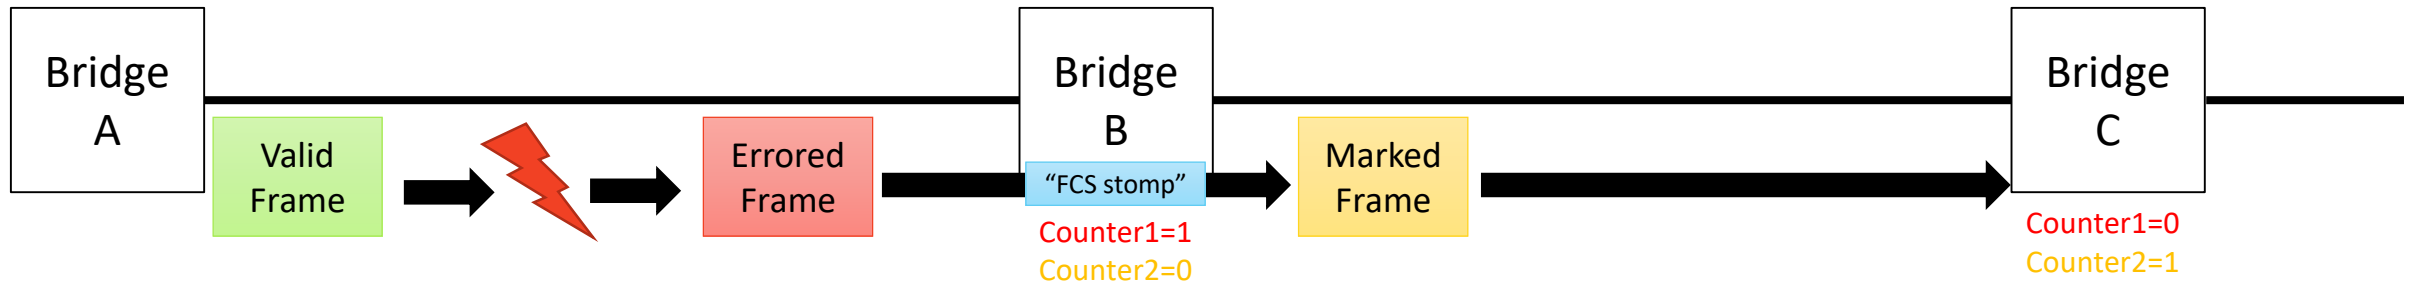 Bridge
A
Valid
Frame
Errored
Frame
Bridge
B
“FCS stomp”
Counter1=1
Counter2=0
Marked
Frame
Bridge
C
Counter1=0
Counter2=1